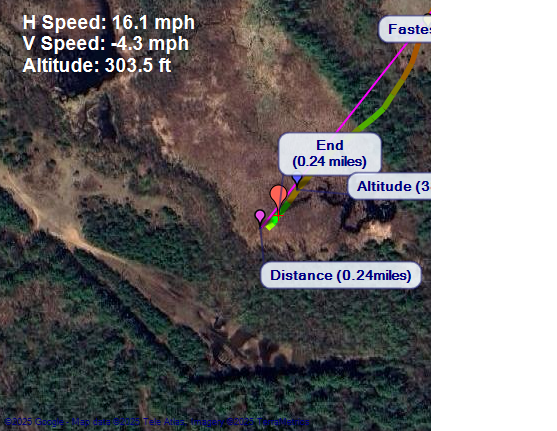 H Speed: 16.1 mph
V Speed: -4.3 mph
Altitude: 303.5 ft
Fastes
End
(0.24 miles)
Altitude (3
Distance (0.24miles)